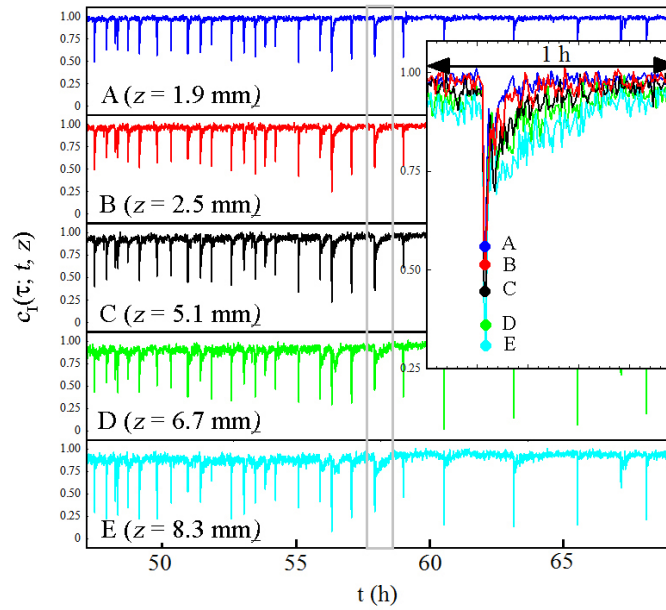 1.00
0.75
0.50
0.25
0
A (z = 1.9 mm)
1.00
0.75
0.50
0.25
0
B (z = 2.5 mm)
1.00
0.75
0.50
0.25
0
C (z = 5.1 mm)
1.00
0.75
0.50
0.25
0
D (z = 6.7 mm)
1.00
0.75
0.50
0.25
0
E (z = 8.3 mm)
c_I(τ; t, z)
50
55
60
65
t (h)
1 h
1.00
0.75
0.50
0.25
A
B
C
D
E